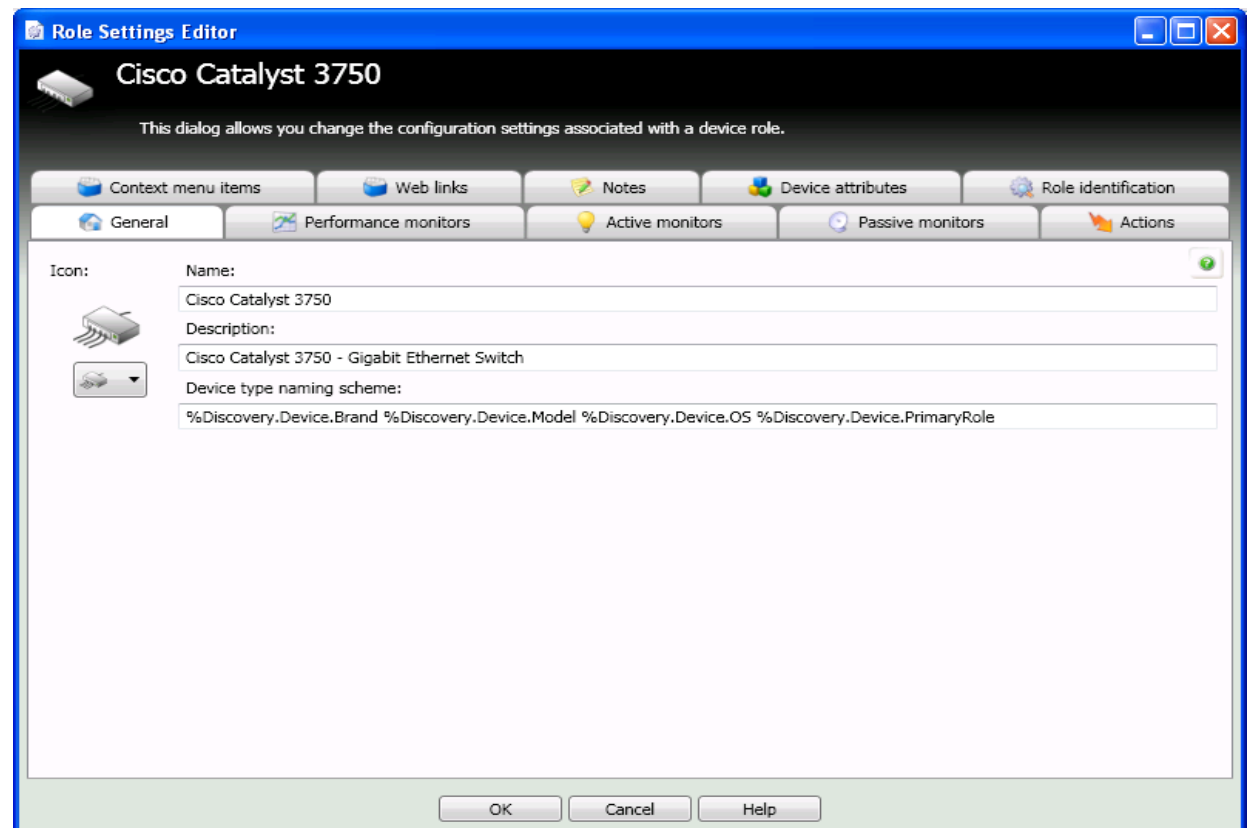 Role Settings Editor
Cisco Catalyst 3750
This dialog allows you change the configuration settings associated with a device role.
Context menu items Web links Notes Device attributes Role identification
General Performance monitors Active monitors Passive monitors Actions
Icon: Name:
Cisco Catalyst 3750
Description:
Cisco Catalyst 3750 - Gigabit Ethernet Switch
Device type naming scheme:
%Discovery.Device.Brand %Discovery.Device.Model %Discovery.Device.OS %Discovery.Device.PrimaryRole
OK Cancel Help